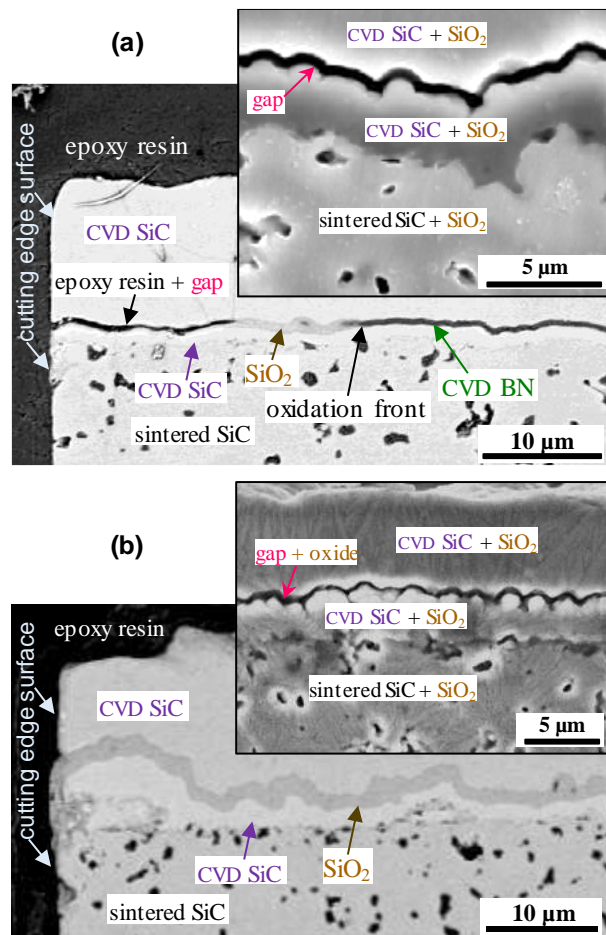 (a)
CVD SiC + SiO2
gap
CVD SiC + SiO2
sintered SiC + SiO2
5 µm
epoxy resin
cutting edge surface
CVD SiC
epoxy resin + gap
CVD SiC
SiO2
oxidation front
CVD BN
sintered SiC
10 µm
(b)
CVD SiC + SiO2
gap + oxide
CVD SiC + SiO2
sintered SiC + SiO2
5 µm
epoxy resin
cutting edge surface
CVD SiC
CVD SiC
SiO2
sintered SiC
10 µm